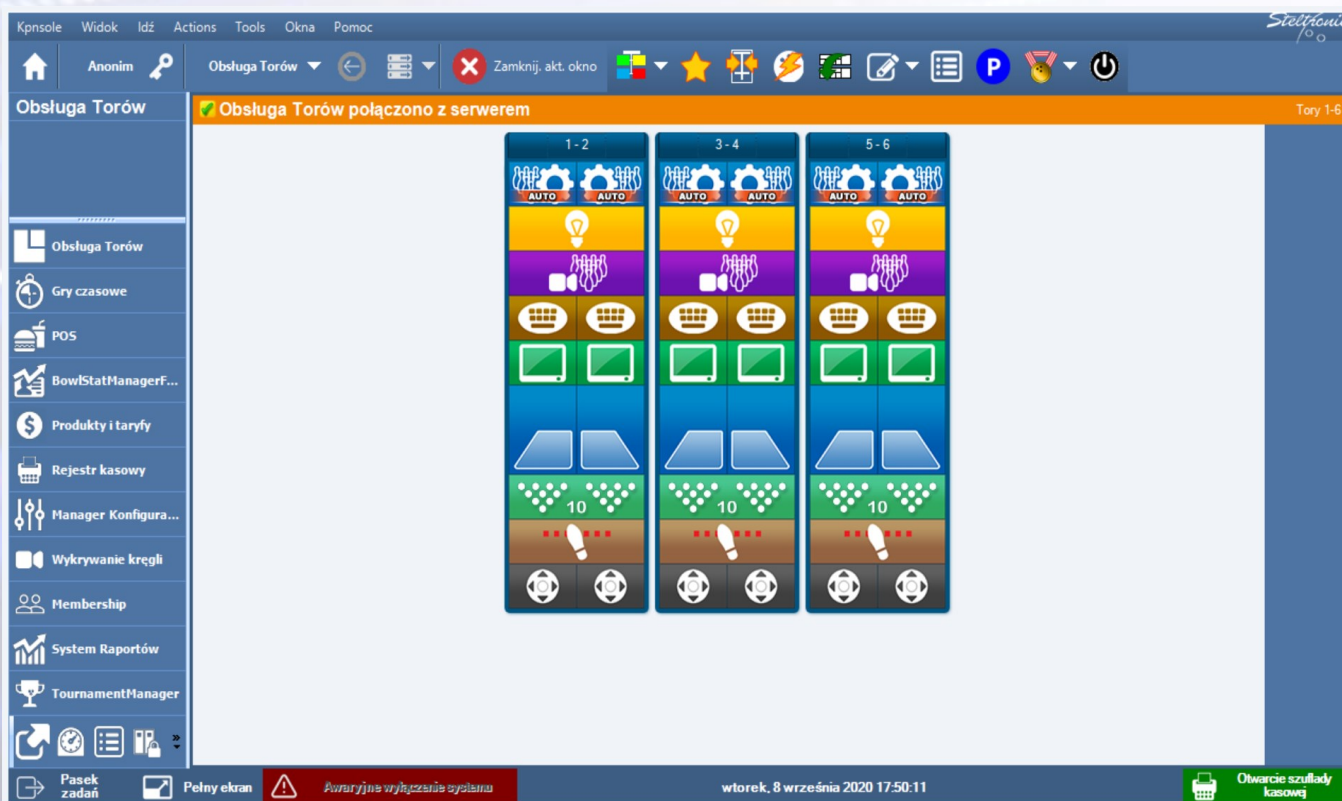 Kpnsole Widok Idź Actions Tools Okna Pomoc
Steltronic
Anonim Obsługa Torów Zamknij. akt. okno P
Obsługa Torów
Obsługa Torów połączono z serwerem
Tory 1-6
1 - 2 3 - 4 5 - 6
AUTO AUTO AUTO AUTO AUTO AUTO
10 10 10
Obsługa Torów
Gry czasowe
POS
BowlStatManagerF...
Produkty i taryfy
Rejestr kasowy
Manager Konfigura...
Wykrywanie kręgli
Membership
System Raportów
TournamentManager
Pasek
zadań
Pełny ekran
Awaryjne wyłączenie systemu
wtorek, 8 września 2020 17:50:11
Otwarcie szuflady
kasowej